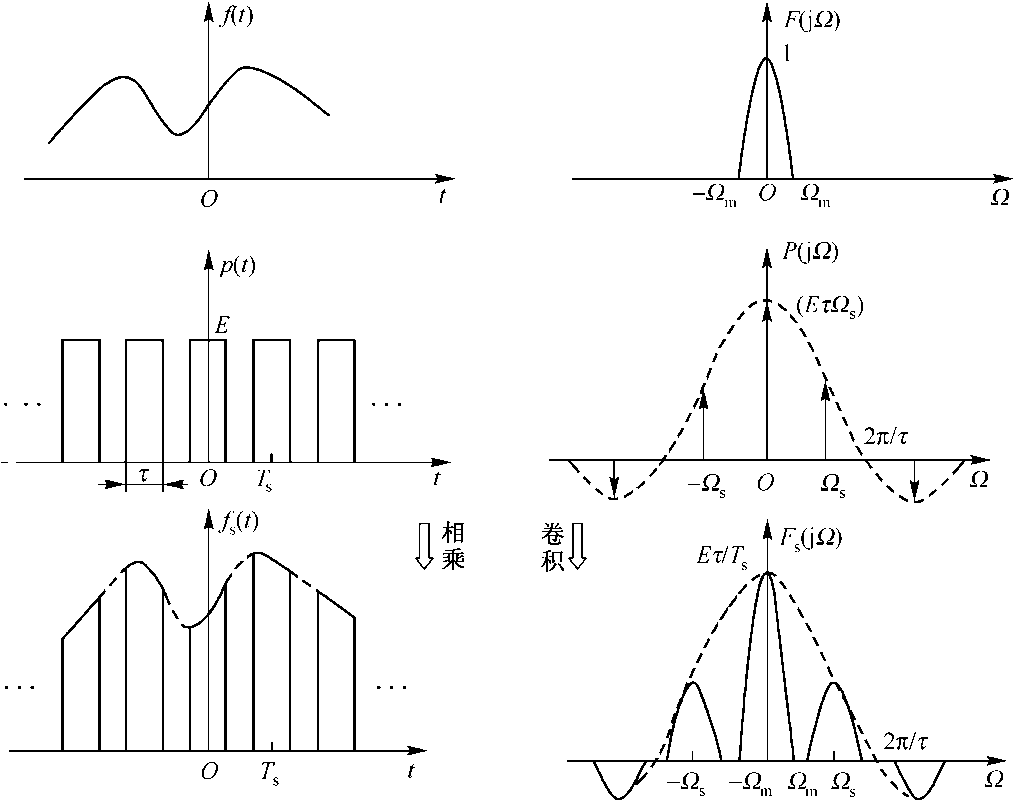 f(t)
F(jΩ)
1
O
t
−Ωm
O
Ωm
Ω
p(t)
E
P(jΩ)
(EτΩs)
· · ·
· · ·
2π/τ
τ
O
Ts
t
−Ωs
O
Ωs
Ω
fs(t)
相乘
卷积
Fs(jΩ)
Eτ/Ts
· · ·
· · ·
2π/τ
O
Ts
t
−Ωs
−Ωm
Ωm
Ωs
Ω